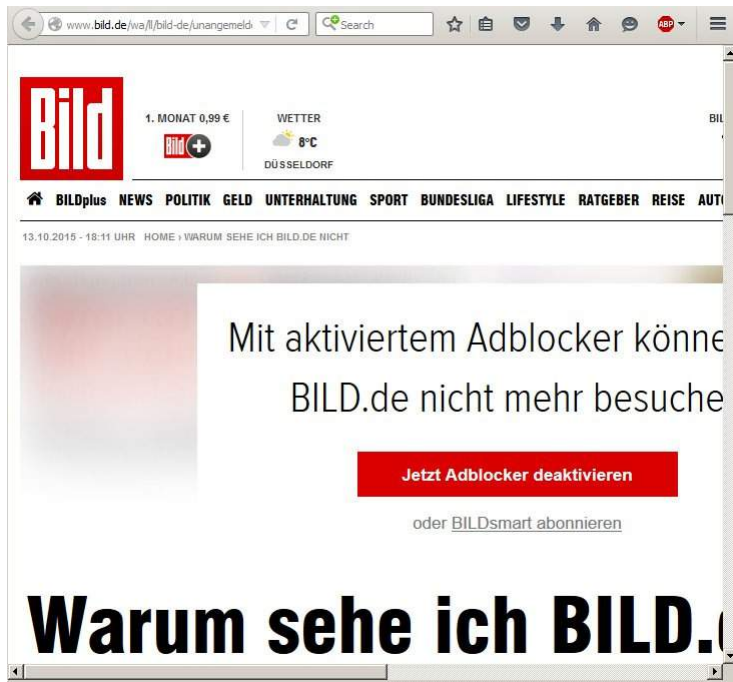 www.bild.de/wa/ll/bild-de/unangemeld
Search
ABP
Bild
1. MONAT 0,99 €
Bild +
WETTER
8°C
DÜSSELDORF
BIL
BILDplus NEWS POLITIK GELD UNTERHALTUNG SPORT BUNDESLIGA LIFESTYLE RATGEBER REISE AUTO
13.10.2015 - 18:11 UHR HOME › WARUM SEHE ICH BILD.DE NICHT
Mit aktiviertem Adblocker könne
BILD.de nicht mehr besuche
Jetzt Adblocker deaktivieren
oder BILDsmart abonnieren
Warum sehe ich BILD.